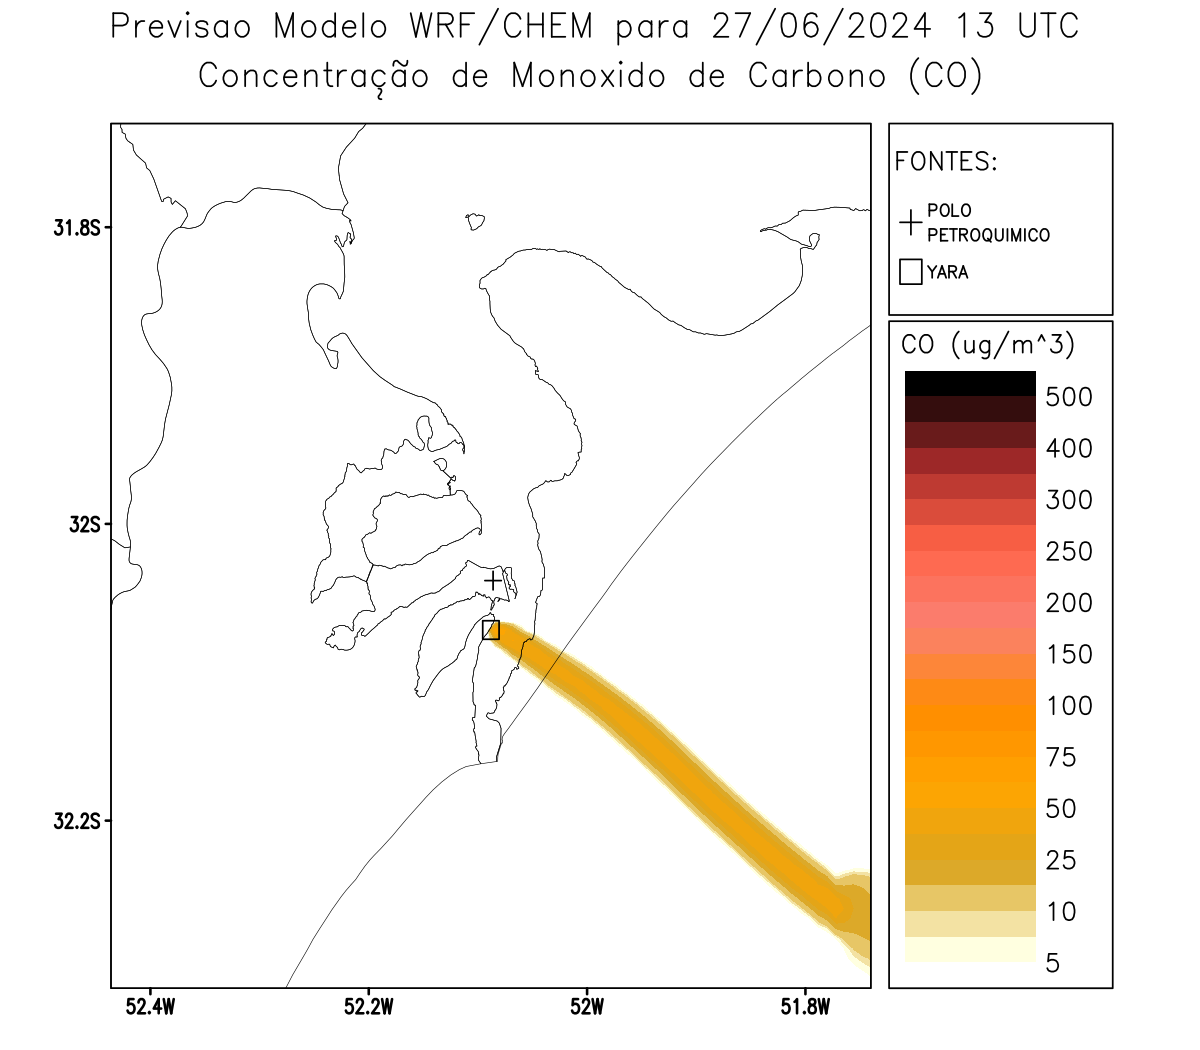 Previsao Modelo WRF/CHEM para 27/06/2024 13 UTC
Concentração de Monoxido de Carbono (CO)
FONTES:
POLO
PETROQUIMICO
YARA
CO (ug/m^3)
500
400
300
250
200
150
100
75
50
25
10
5
31.8S
32S
32.2S
52.4W
52.2W
52W
51.8W